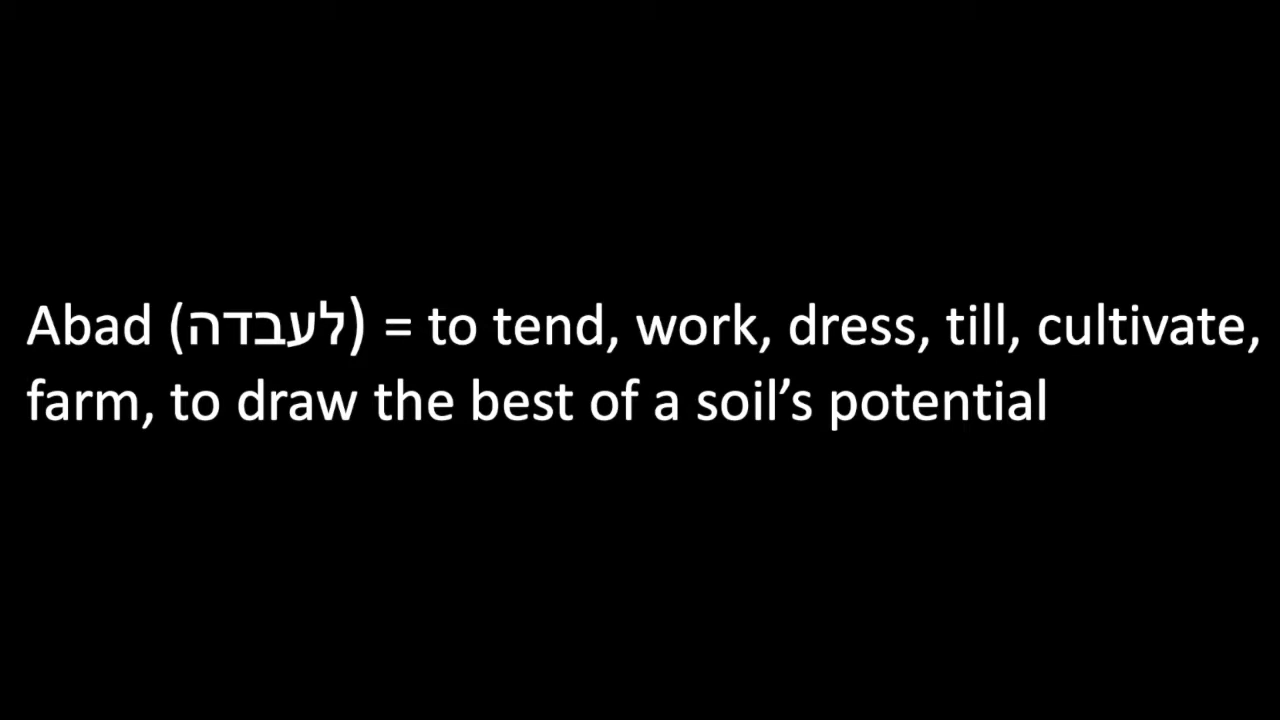 Abad (לעבדה) = to tend, work, dress, till, cultivate,
farm, to draw the best of a soil’s potential